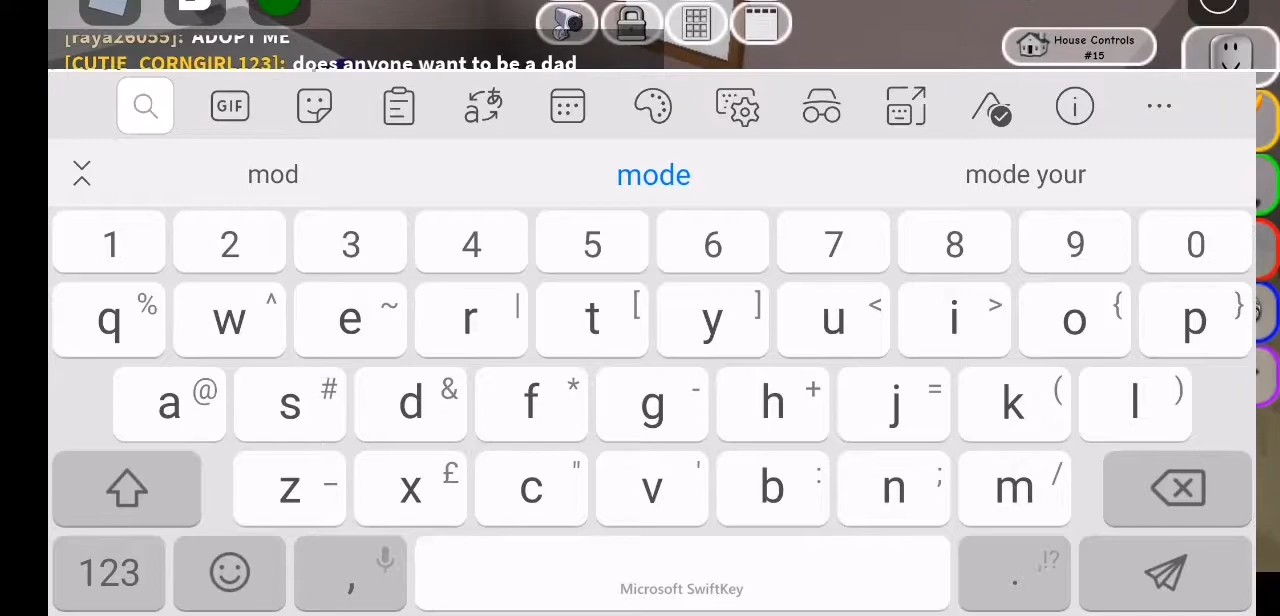 [raya26055]: ADOPT ME
[CUTIE_CORNGIRL123]: does anyone want to be a dad
House Controls
#15
GIF
mod mode mode your
1 2 3 4 5 6 7 8 9 0
q % w ^ e ~ r | t [ y ] u < i > o { p }
a @ s # d & f * g - h + j = k ( l )
z _ x £ c " v ' b : n ; m /
123 , Microsoft SwiftKey . ,!?